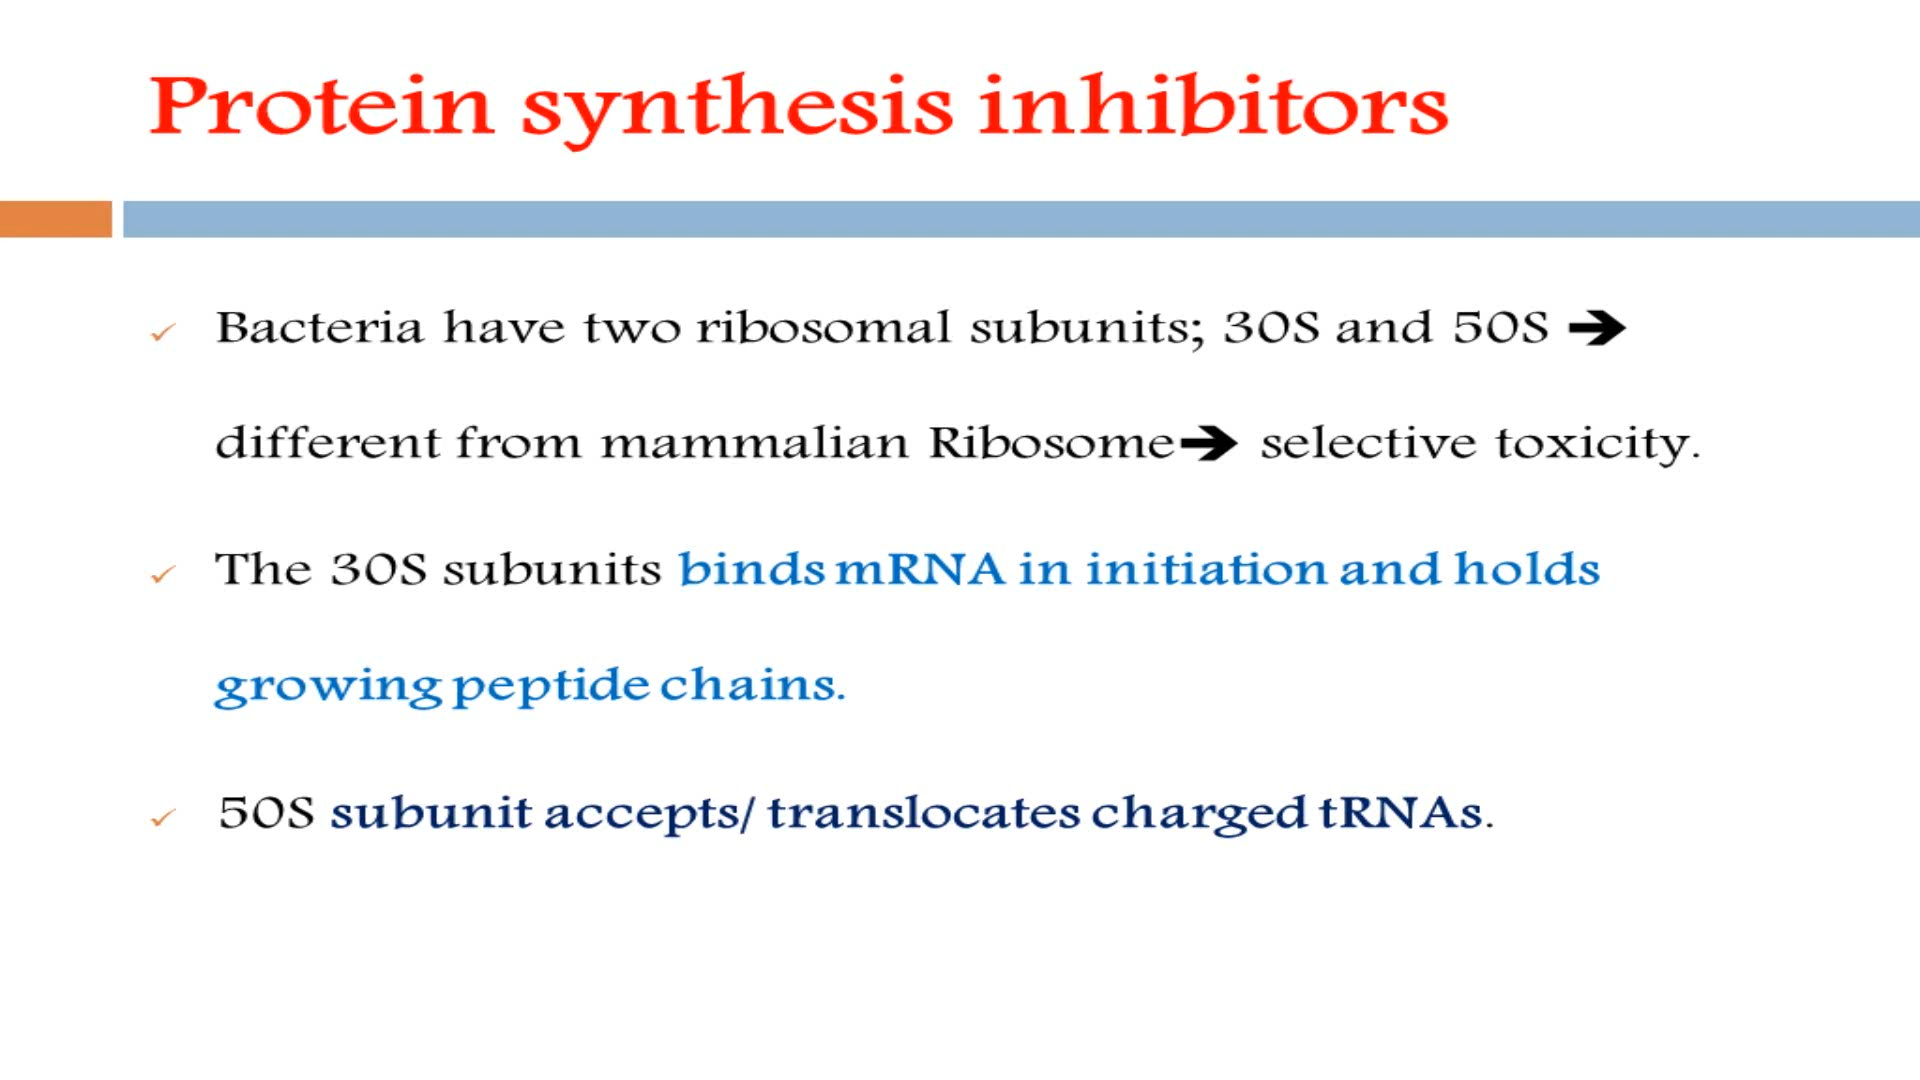 Protein synthesis inhibitors
✓ Bacteria have two ribosomal subunits; 30S and 50S ➔
different from mammalian Ribosome➔ selective toxicity.
✓ The 30S subunits binds mRNA in initiation and holds
growing peptide chains.
✓ 50S subunit accepts/ translocates charged tRNAs.